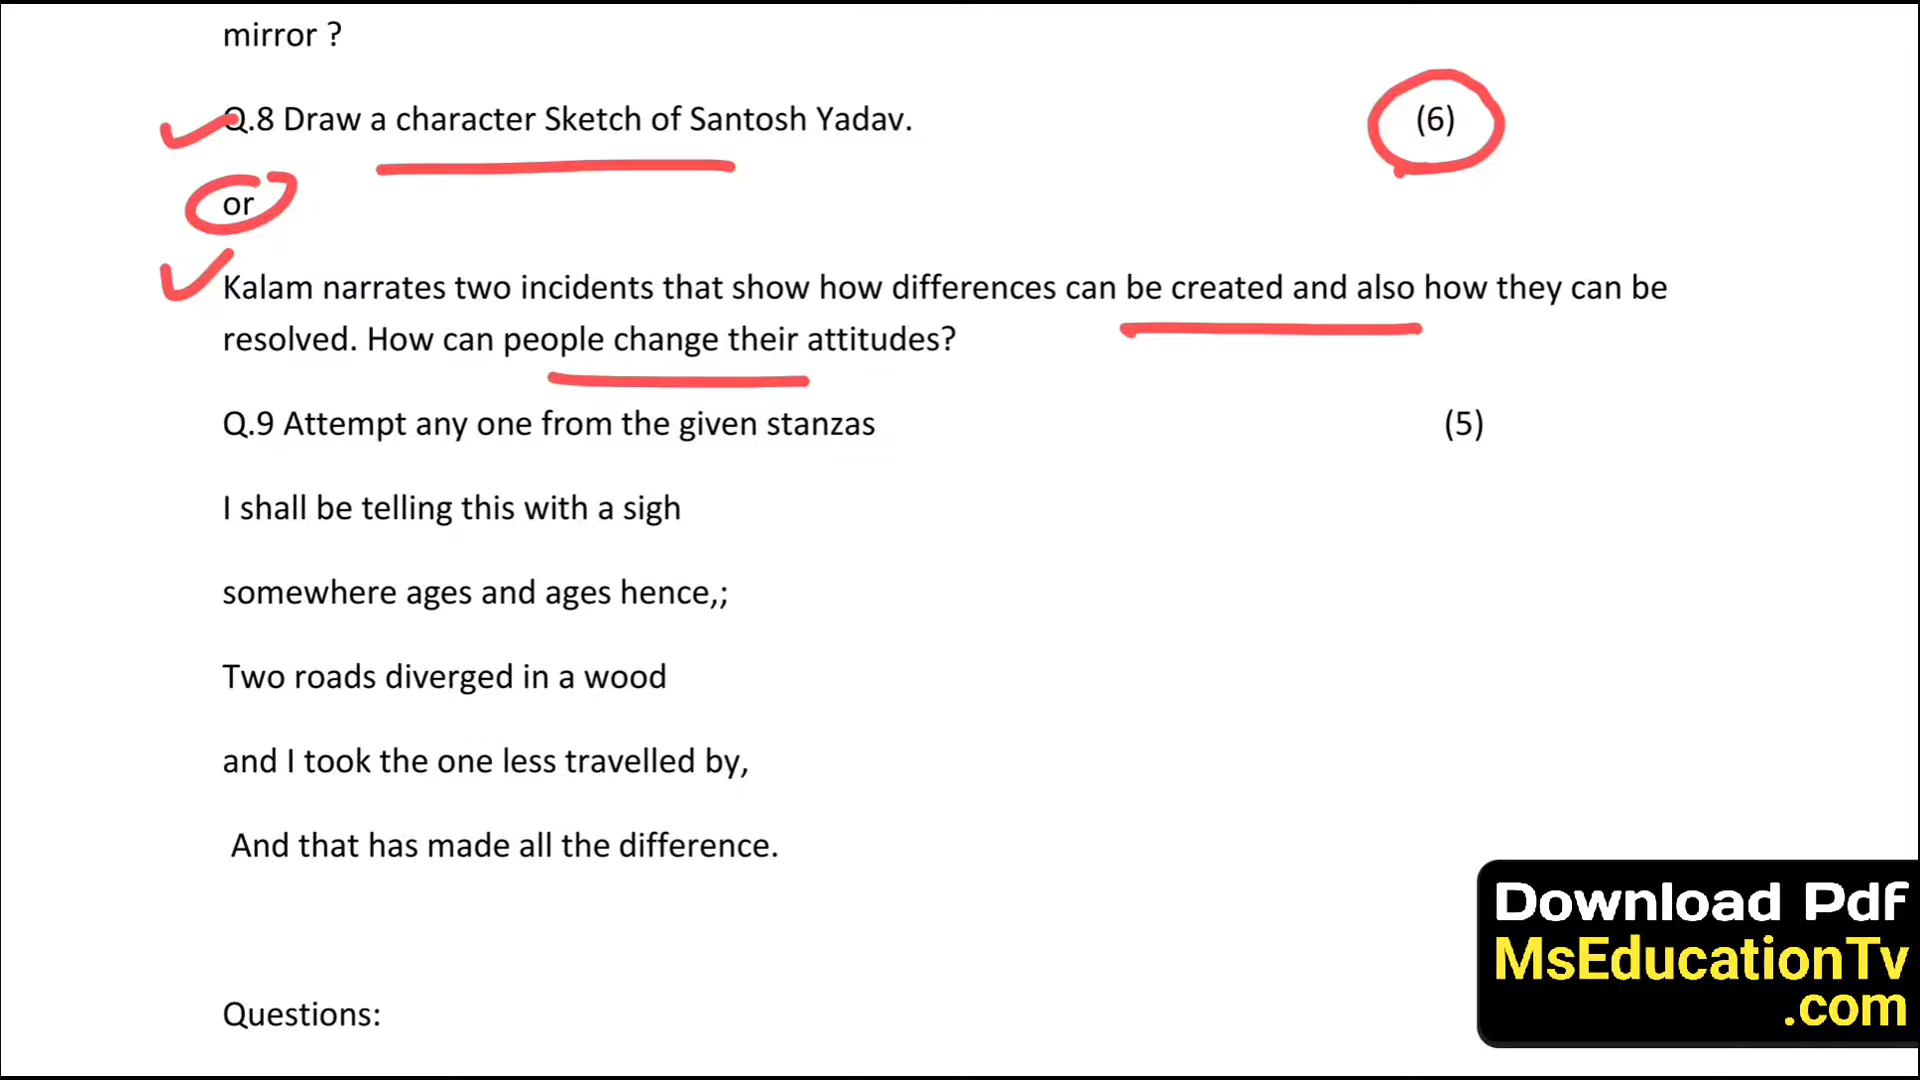 mirror ?
Q.8 Draw a character Sketch of Santosh Yadav. (6)
or
Kalam narrates two incidents that show how differences can be created and also how they can be
resolved. How can people change their attitudes?
Q.9 Attempt any one from the given stanzas (5)
I shall be telling this with a sigh
somewhere ages and ages hence,;
Two roads diverged in a wood
and I took the one less travelled by,
And that has made all the difference.
Questions:
Download Pdf
MsEducationTv
.com